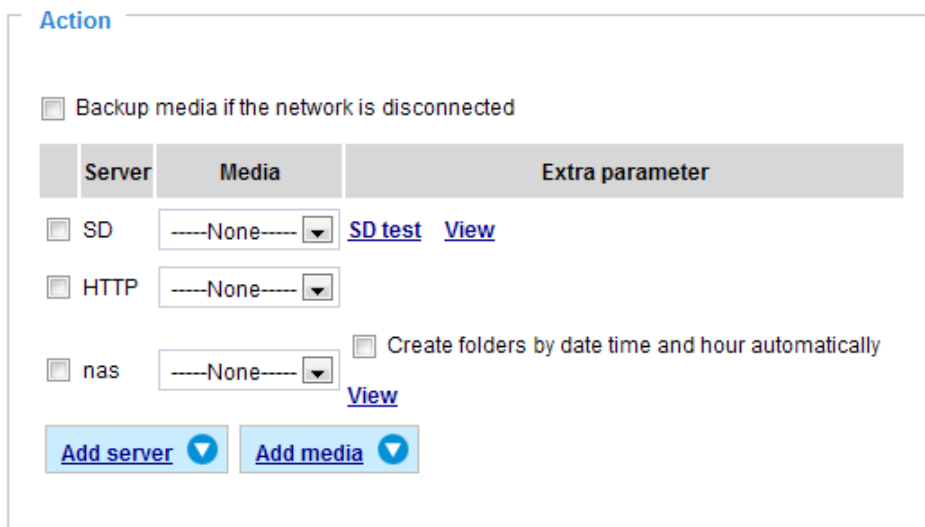 Action
Backup media if the network is disconnected
Server Media Extra parameter
SD -----None----- SD test View
HTTP -----None-----
Create folders by date time and hour automatically
nas -----None-----
View
Add server Add media